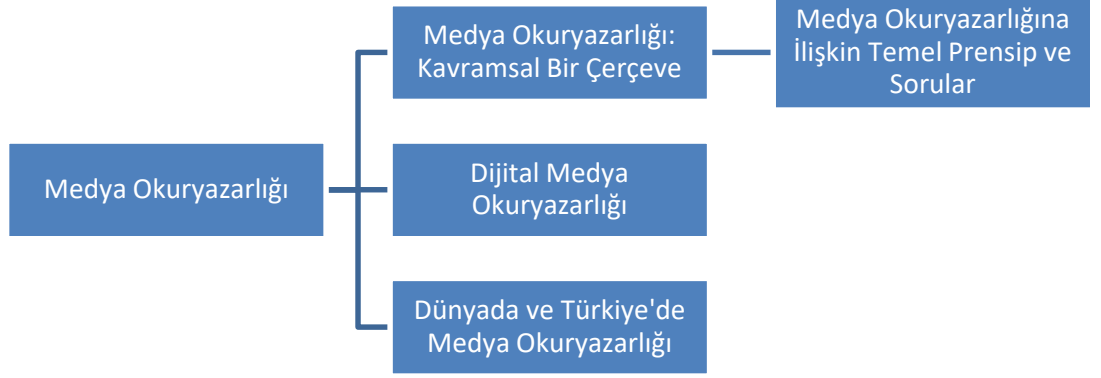 Medya Okuryazarlığı
Medya Okuryazarlığı:
Kavramsal Bir Çerçeve
Medya Okuryazarlığına
İlişkin Temel Prensip ve
Sorular
Dijital Medya
Okuryazarlığı
Dünyada ve Türkiye'de
Medya Okuryazarlığı